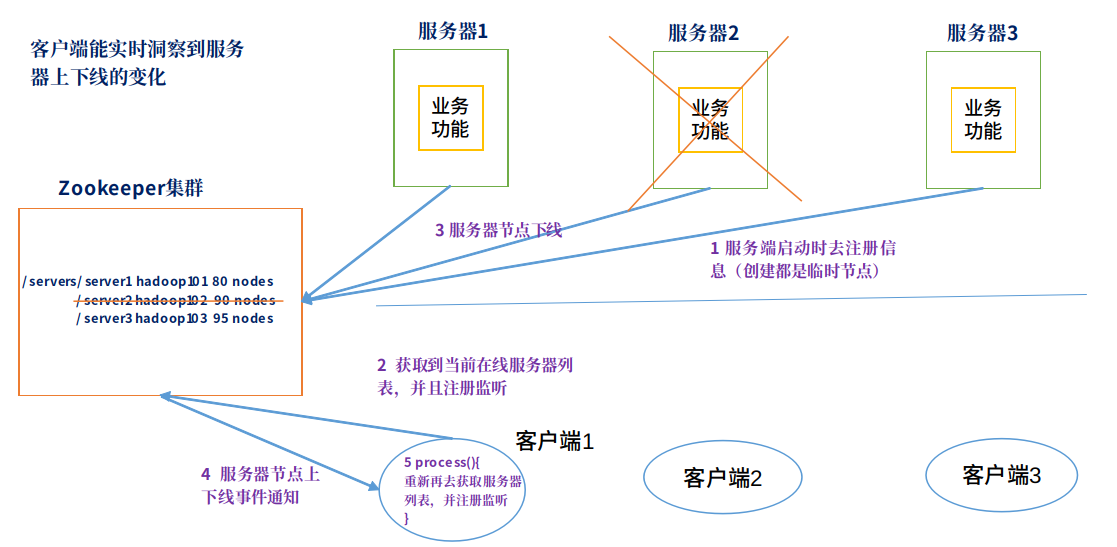 服务器1
服务器2
服务器3
客户端能实时洞察到服务
器上下线的变化
业务
功能
业务
功能
业务
功能
Zookeeper集群
3 服务器节点下线
1 服务端启动时去注册信
息（创建都是临时节点）
/servers/ server1 hadoop101 80 nodes
/ server2 hadoop102 90 nodes
/ server3 hadoop103 95 nodes
2 获取到当前在线服务器列
表，并且注册监听
客户端1
4 服务器节点上
下线事件通知
5 process(){
重新再去获取服务器
列表，并注册监听
}
客户端2
客户端3